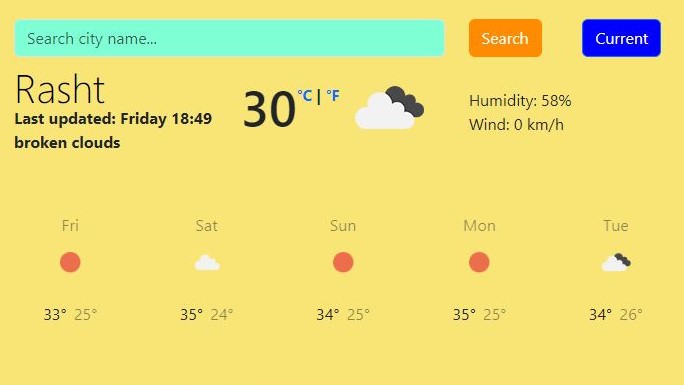 Search city name...
Search
Current
Rasht
Last updated: Friday 18:49
broken clouds
30°C | °F
Humidity: 58%
Wind: 0 km/h
Fri Sat Sun Mon Tue
33° 25° 35° 24° 34° 25° 35° 25° 34° 26°